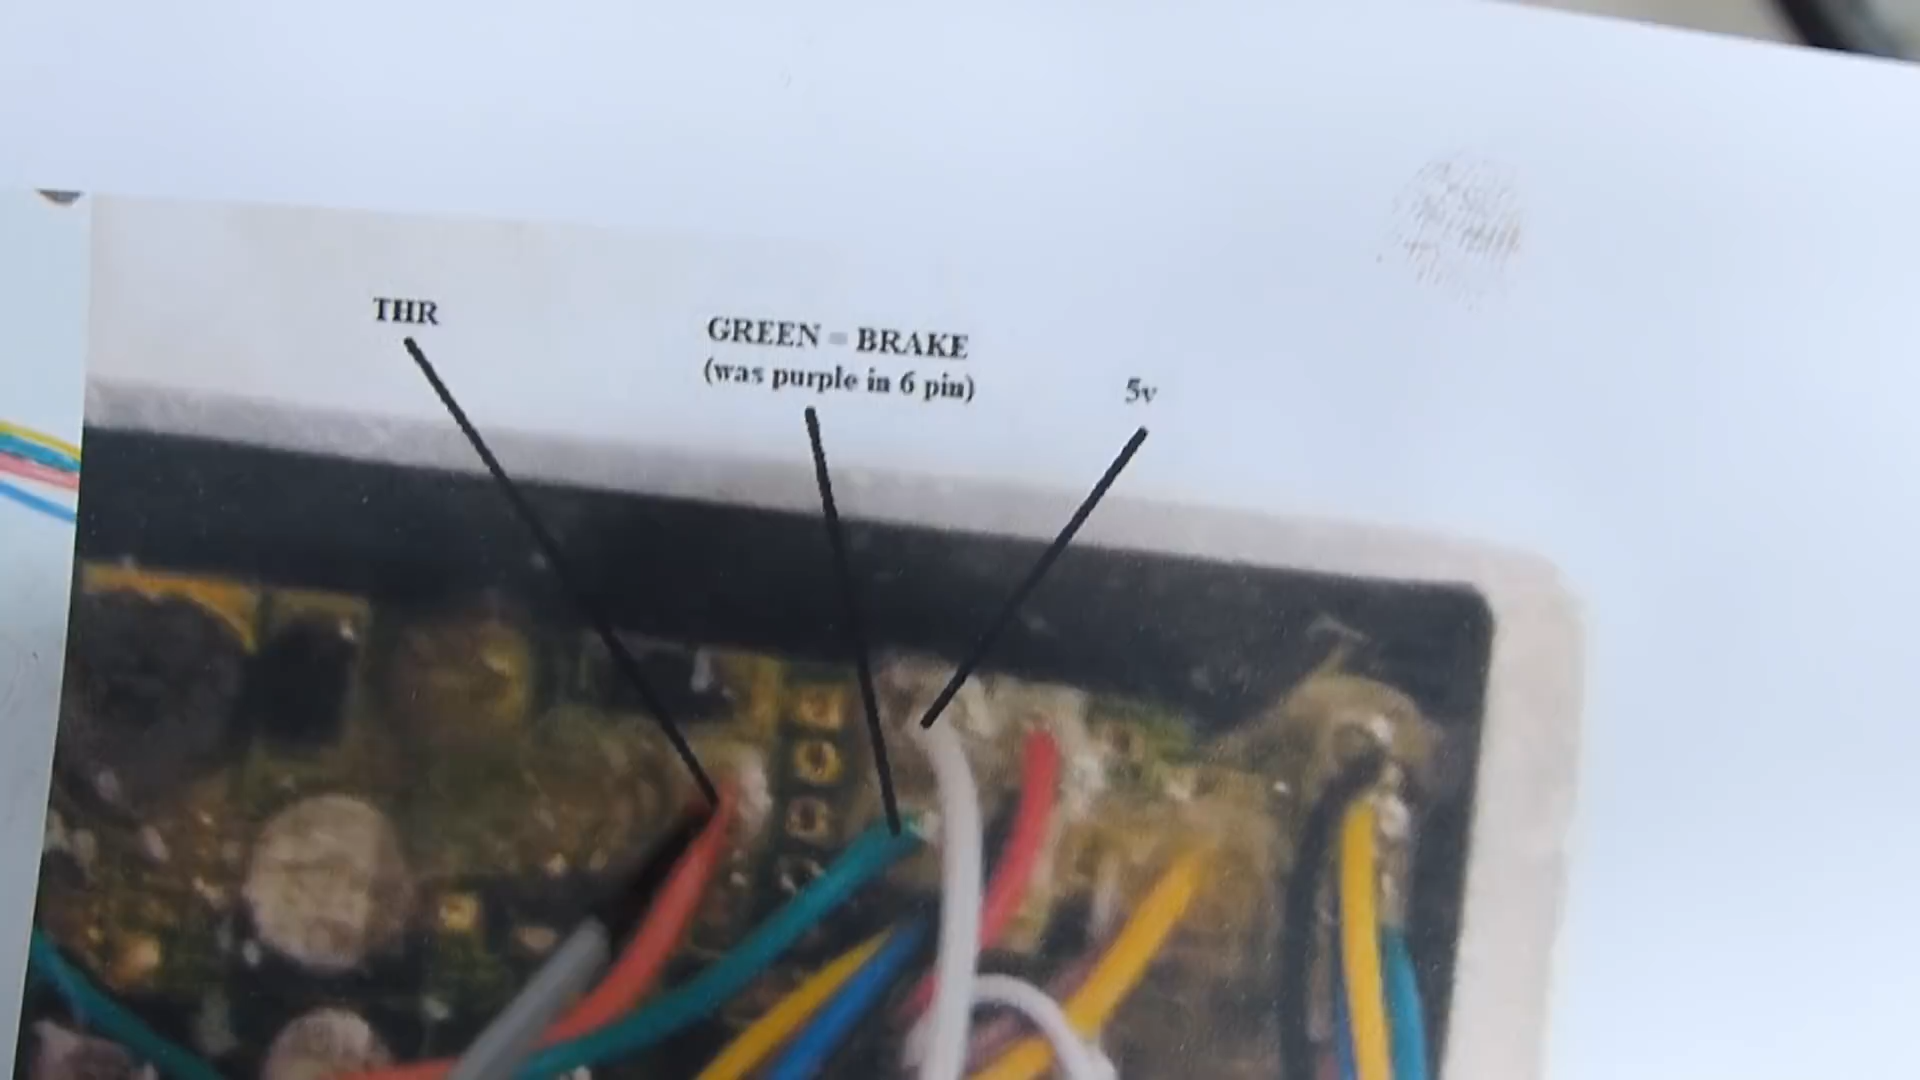 THR
GREEN = BRAKE
(was purple in 6 pin)
5v